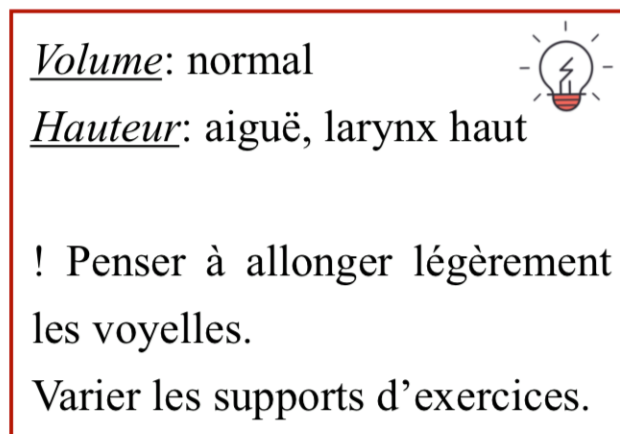 Volume: normal
Hauteur: aiguë, larynx haut
! Penser à allonger légèrement
les voyelles.
Varier les supports d’exercices.